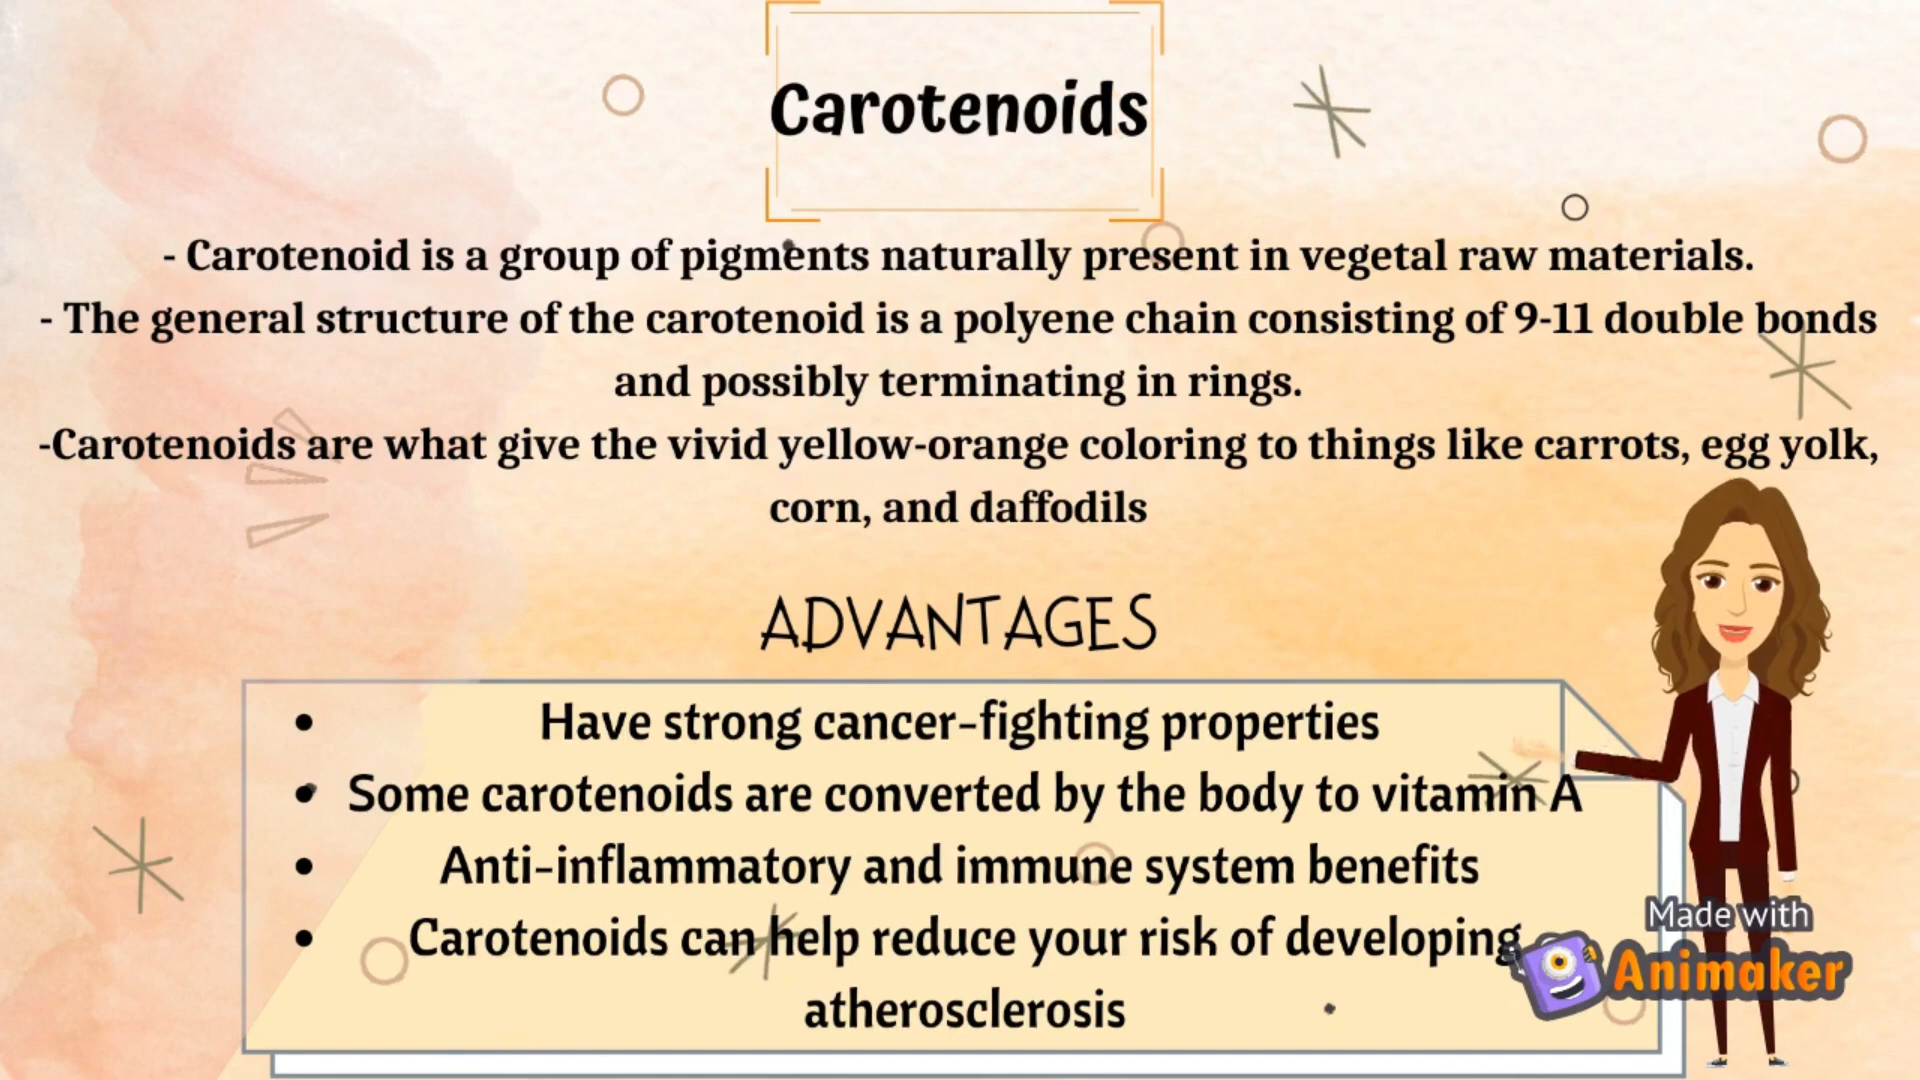 Carotenoids
- Carotenoid is a group of pigments naturally present in vegetal raw materials.
- The general structure of the carotenoid is a polyene chain consisting of 9-11 double bonds
and possibly terminating in rings.
-Carotenoids are what give the vivid yellow-orange coloring to things like carrots, egg yolk,
corn, and daffodils
ADVANTAGES
• Have strong cancer-fighting properties
• Some carotenoids are converted by the body to vitamin A
• Anti-inflammatory and immune system benefits
• Carotenoids can help reduce your risk of developing
atherosclerosis
Made with
Animaker